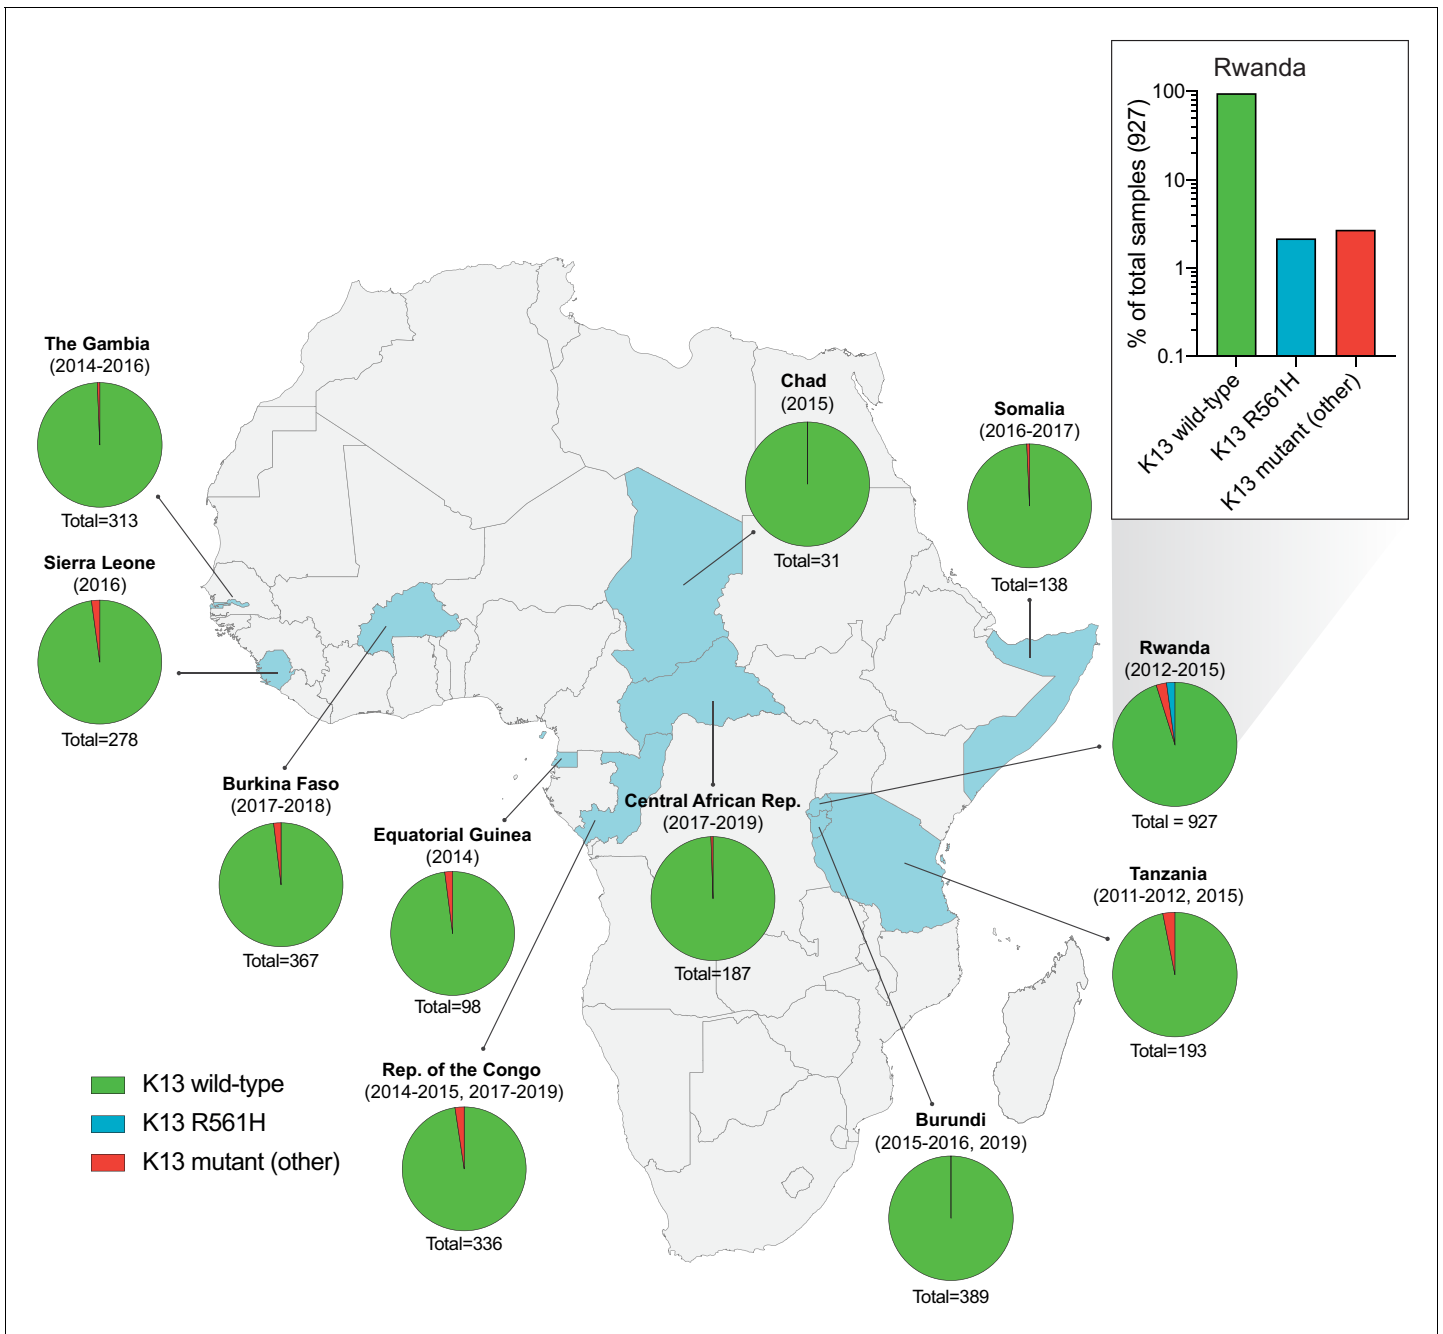 Rwanda
% of total samples (927)
100
10
1
0.1
K13 wild-type
K13 R561H
K13 mutant (other)
The Gambia
(2014-2016)
Total=313
Chad
(2015)
Total=31
Somalia
(2016-2017)
Total=138
Sierra Leone
(2016)
Total=278
Rwanda
(2012-2015)
Total = 927
Burkina Faso
(2017-2018)
Total=367
Equatorial Guinea
(2014)
Total=98
Central African Rep.
(2017-2019)
Total=187
Tanzania
(2011-2012, 2015)
Total=193
Rep. of the Congo
(2014-2015, 2017-2019)
Total=336
Burundi
(2015-2016, 2019)
Total=389
K13 wild-type
K13 R561H
K13 mutant (other)